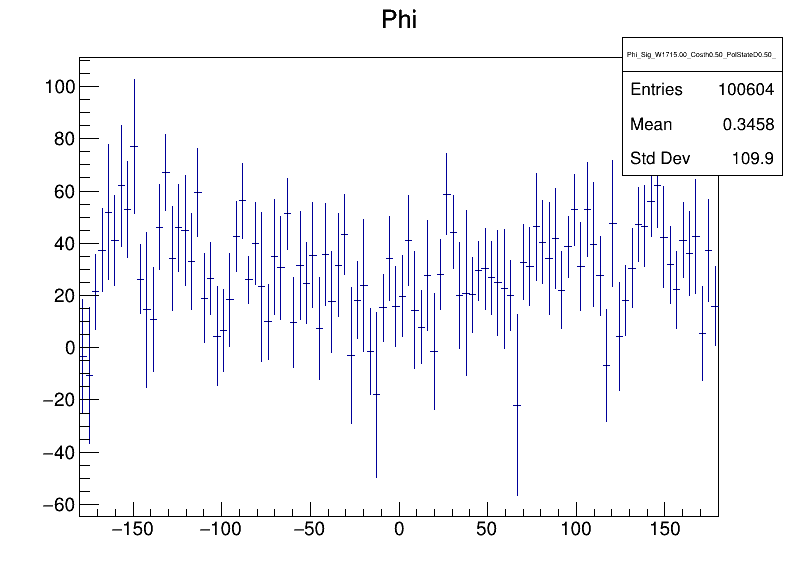 Phi
Phi_Sig_W1715.00_Costh0.50_PolStateD0.50_
Entries 100604
Mean 0.3458
Std Dev 109.9
100
80
60
40
20
0
−20
−40
−60
−150 −100 −50 0 50 100 150